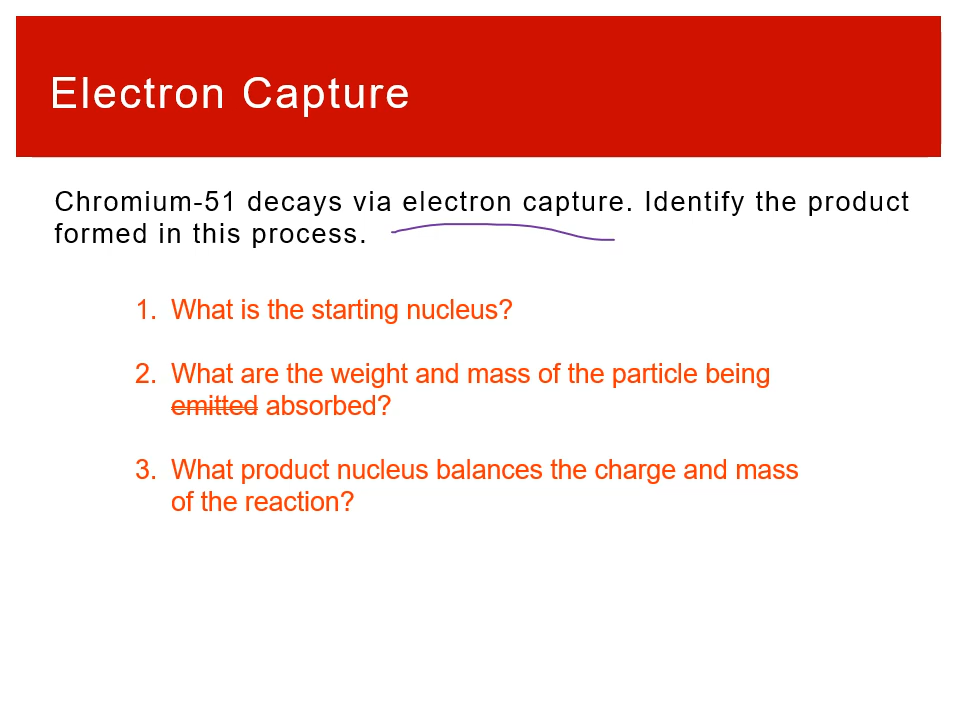 Electron Capture
Chromium-51 decays via electron capture. Identify the product
formed in this process.
1. What is the starting nucleus?
2. What are the weight and mass of the particle being
emitted absorbed?
3. What product nucleus balances the charge and mass
of the reaction?